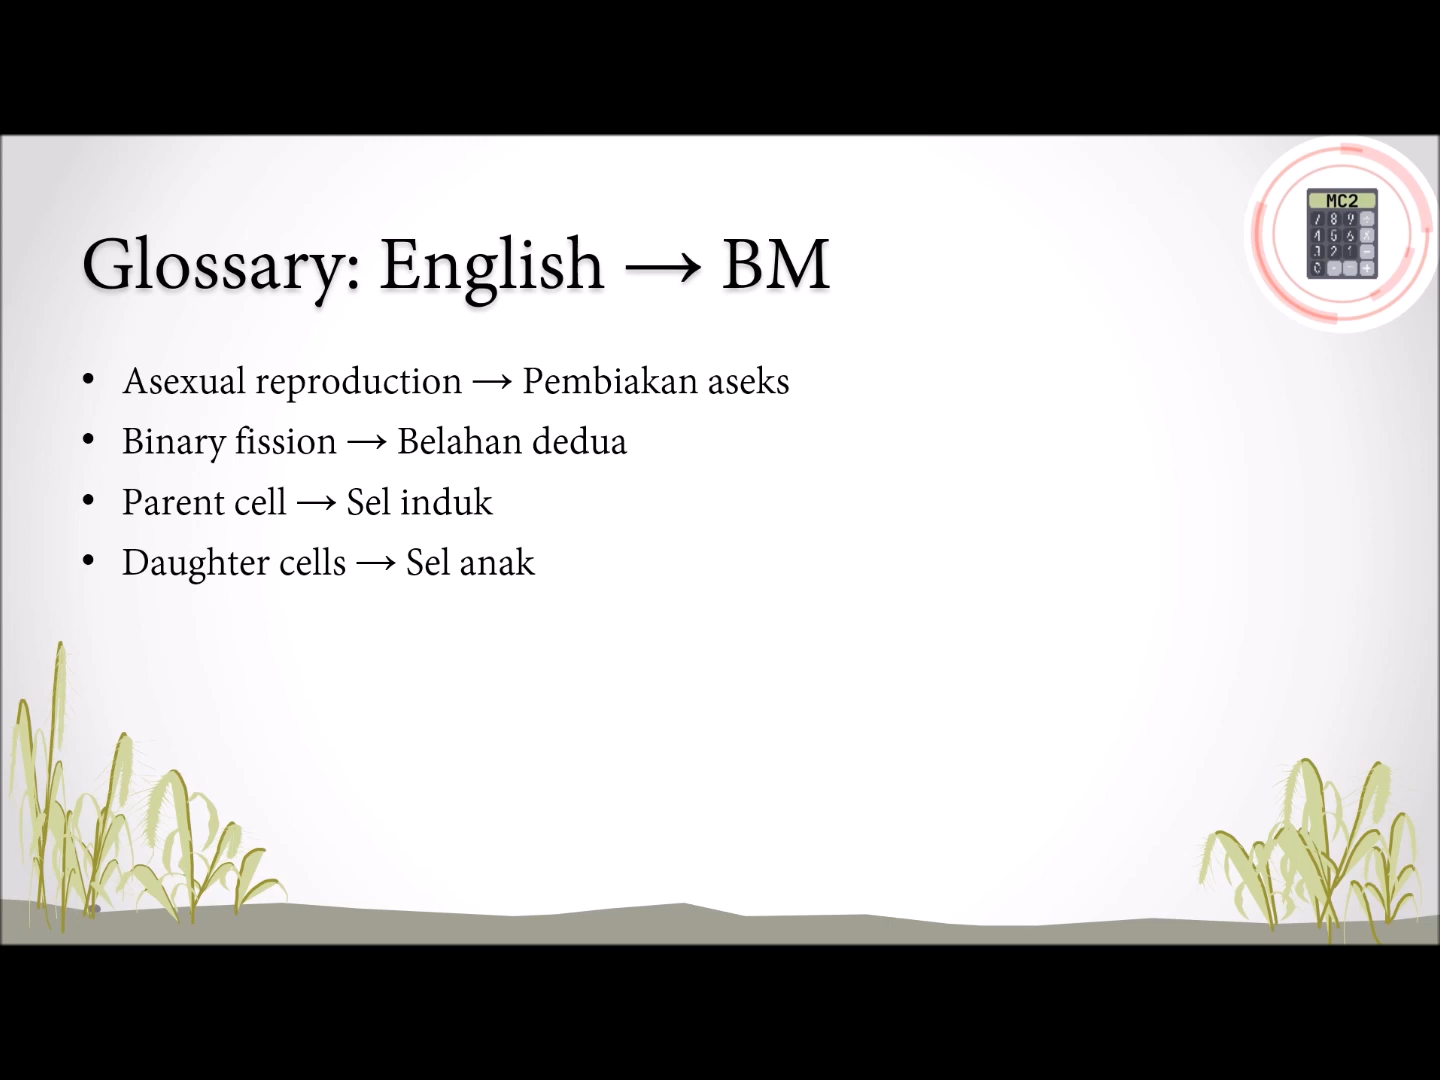 MC2
Glossary: English → BM
• Asexual reproduction → Pembiakan aseks
• Binary fission → Belahan dedua
• Parent cell → Sel induk
• Daughter cells → Sel anak